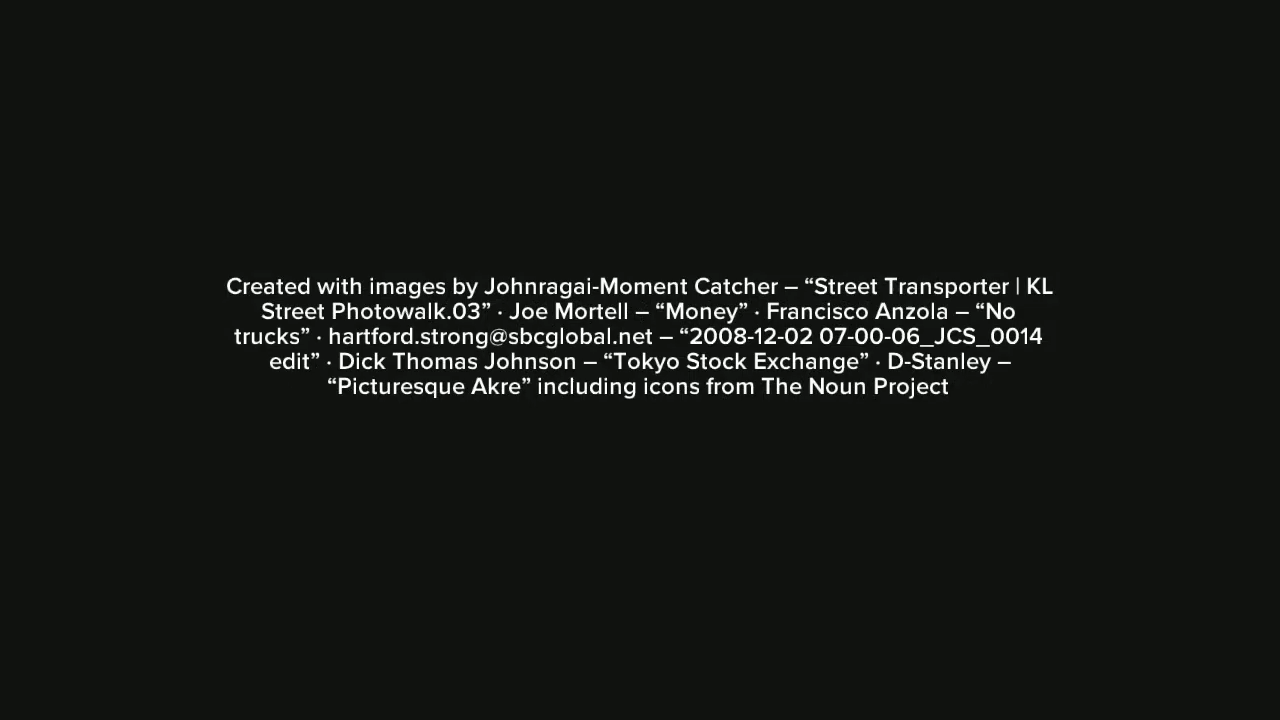 Created with images by Johnragai-Moment Catcher – “Street Transporter | KL
Street Photowalk.03” · Joe Mortell – “Money” · Francisco Anzola – “No
trucks” · hartford.strong@sbcglobal.net – “2008-12-02 07-00-06_JCS_0014
edit” · Dick Thomas Johnson – “Tokyo Stock Exchange” · D-Stanley –
“Picturesque Akre” including icons from The Noun Project